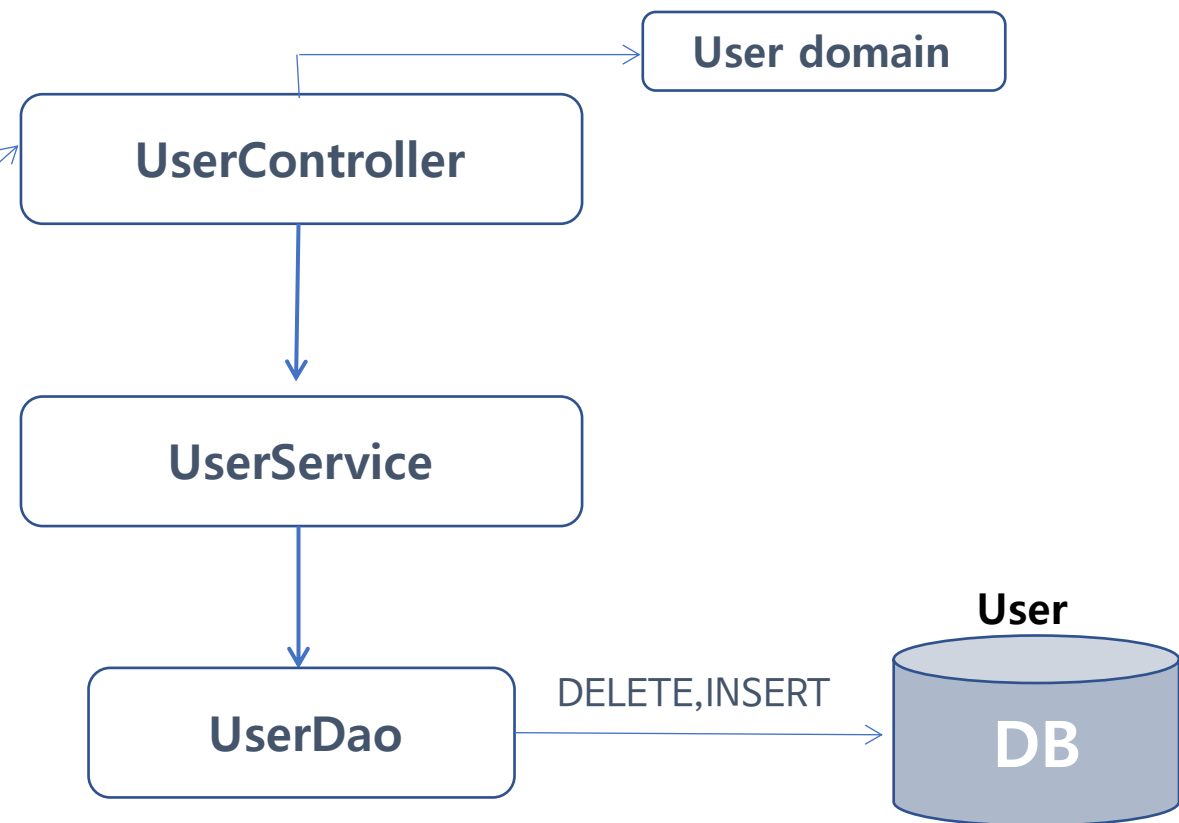 User domain
UserController
UserService
User
DELETE,INSERT
UserDao
DB